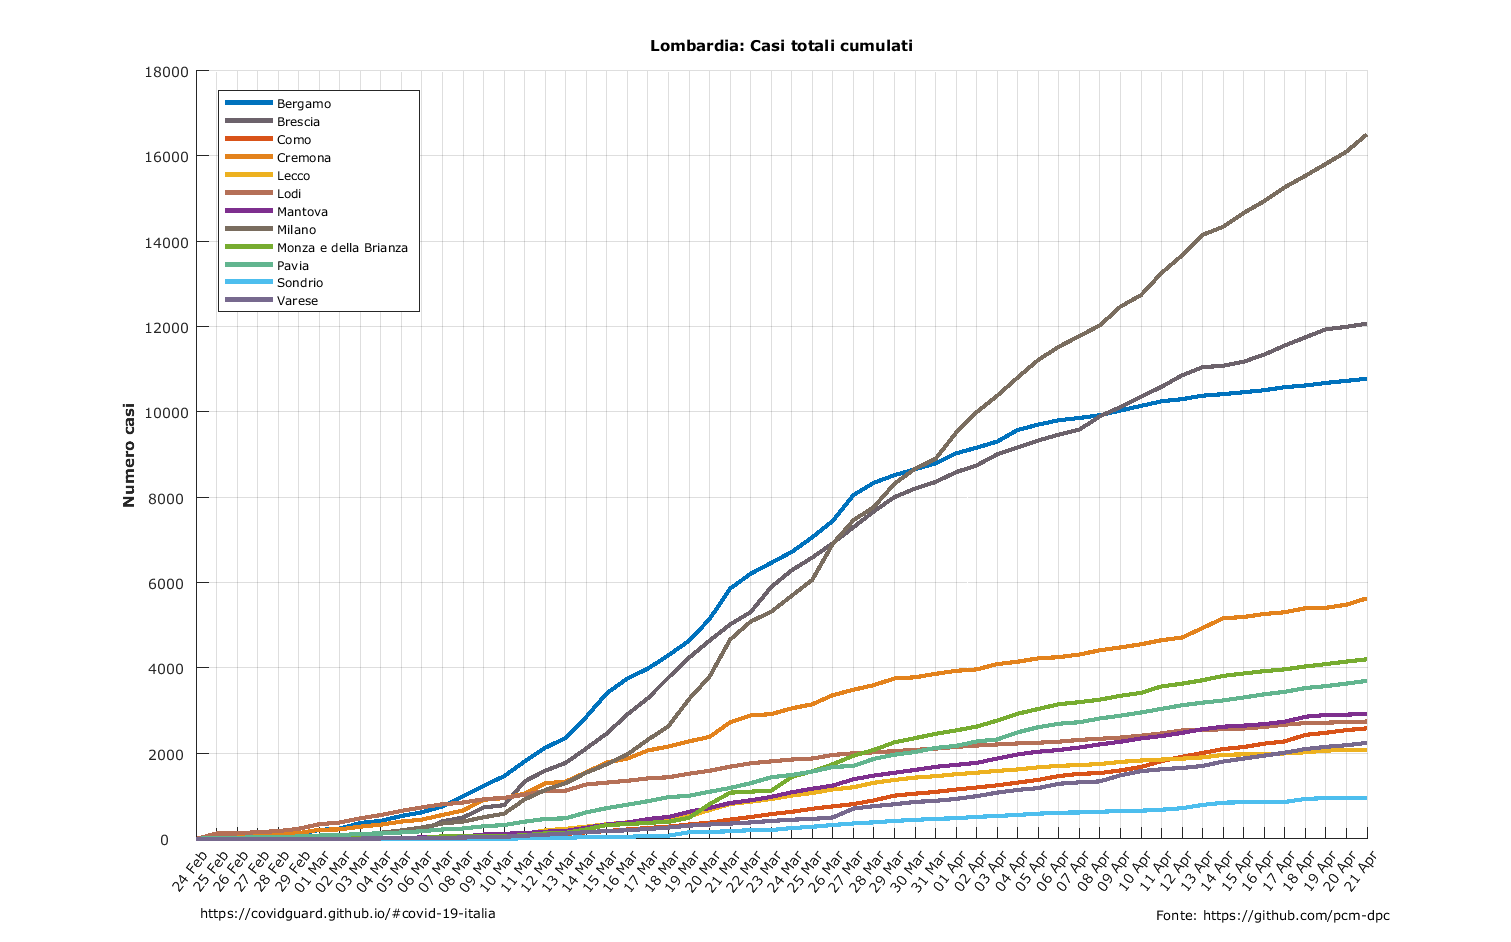 Lombardia: Casi totali cumulati
18000
16000
14000
12000
10000
8000
6000
4000
2000
0
Numero casi
Bergamo
Brescia
Como
Cremona
Lecco
Lodi
Mantova
Milano
Monza e della Brianza
Pavia
Sondrio
Varese
24 Feb
25 Feb
26 Feb
27 Feb
28 Feb
29 Feb
01 Mar
02 Mar
03 Mar
04 Mar
05 Mar
06 Mar
07 Mar
08 Mar
09 Mar
10 Mar
11 Mar
12 Mar
13 Mar
14 Mar
15 Mar
16 Mar
17 Mar
18 Mar
19 Mar
20 Mar
21 Mar
22 Mar
23 Mar
24 Mar
25 Mar
26 Mar
27 Mar
28 Mar
29 Mar
30 Mar
31 Mar
01 Apr
02 Apr
03 Apr
04 Apr
05 Apr
06 Apr
07 Apr
08 Apr
09 Apr
10 Apr
11 Apr
12 Apr
13 Apr
14 Apr
15 Apr
16 Apr
17 Apr
18 Apr
19 Apr
20 Apr
21 Apr
https://covidguard.github.io/#covid-19-italia
Fonte: https://github.com/pcm-dpc